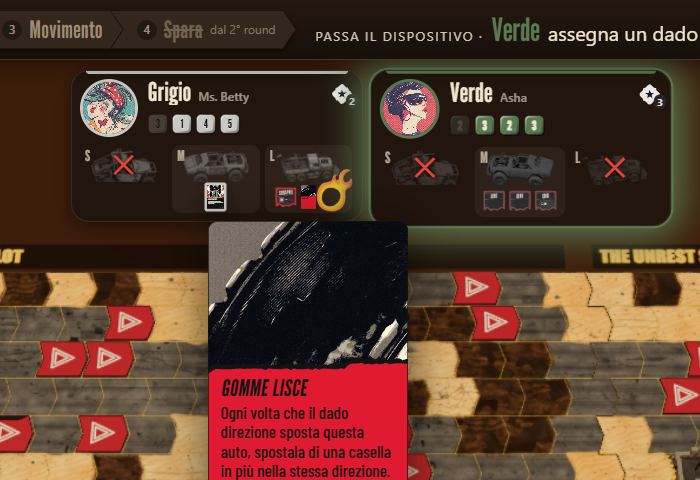 3 Movimento 4 Sparo dal 2° round PASSA IL DISPOSITIVO · Verde assegna un dado
Grigio Ms. Betty 2
3 1 4 5
S M L
Verde Asha 3
2 3 2 3
S M L
THE UNREST
GOMME LISCE
Ogni volta che il dado
direzione sposta questa
auto, spostala di una casella
in più nella stessa direzione.